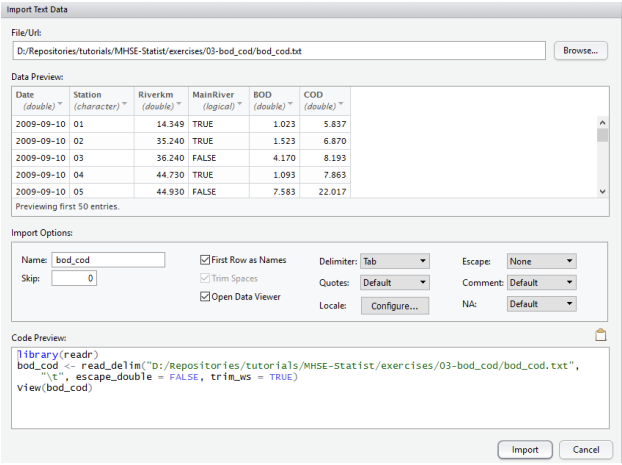 Import Text Data
File/Url:
D:/Repositories/tutorials/MHSE-Statist/exercises/03-bod_cod/bod_cod.txt Browse...
Data Preview:
Date Station Riverkm MainRiver BOD COD
(double) (character) (double) (logical) (double) (double)
2009-09-10 01 14.349 TRUE 1.023 5.837
2009-09-10 02 35.240 TRUE 1.523 6.870
2009-09-10 03 36.240 FALSE 4.170 8.193
2009-09-10 04 44.730 TRUE 1.093 7.863
2009-09-10 05 44.930 FALSE 7.583 22.017
Previewing first 50 entries.
Import Options:
Name: bod_cod First Row as Names Delimiter: Tab Escape: None
Skip: 0 Trim Spaces Quotes: Default Comment: Default
Open Data Viewer Locale: Configure... NA: Default
Code Preview:
library(readr)
bod_cod <- read_delim("D:/Repositories/tutorials/MHSE-Statist/exercises/03-bod_cod/bod_cod.txt",
"\t", escape_double = FALSE, trim_ws = TRUE)
View(bod_cod)
Import Cancel